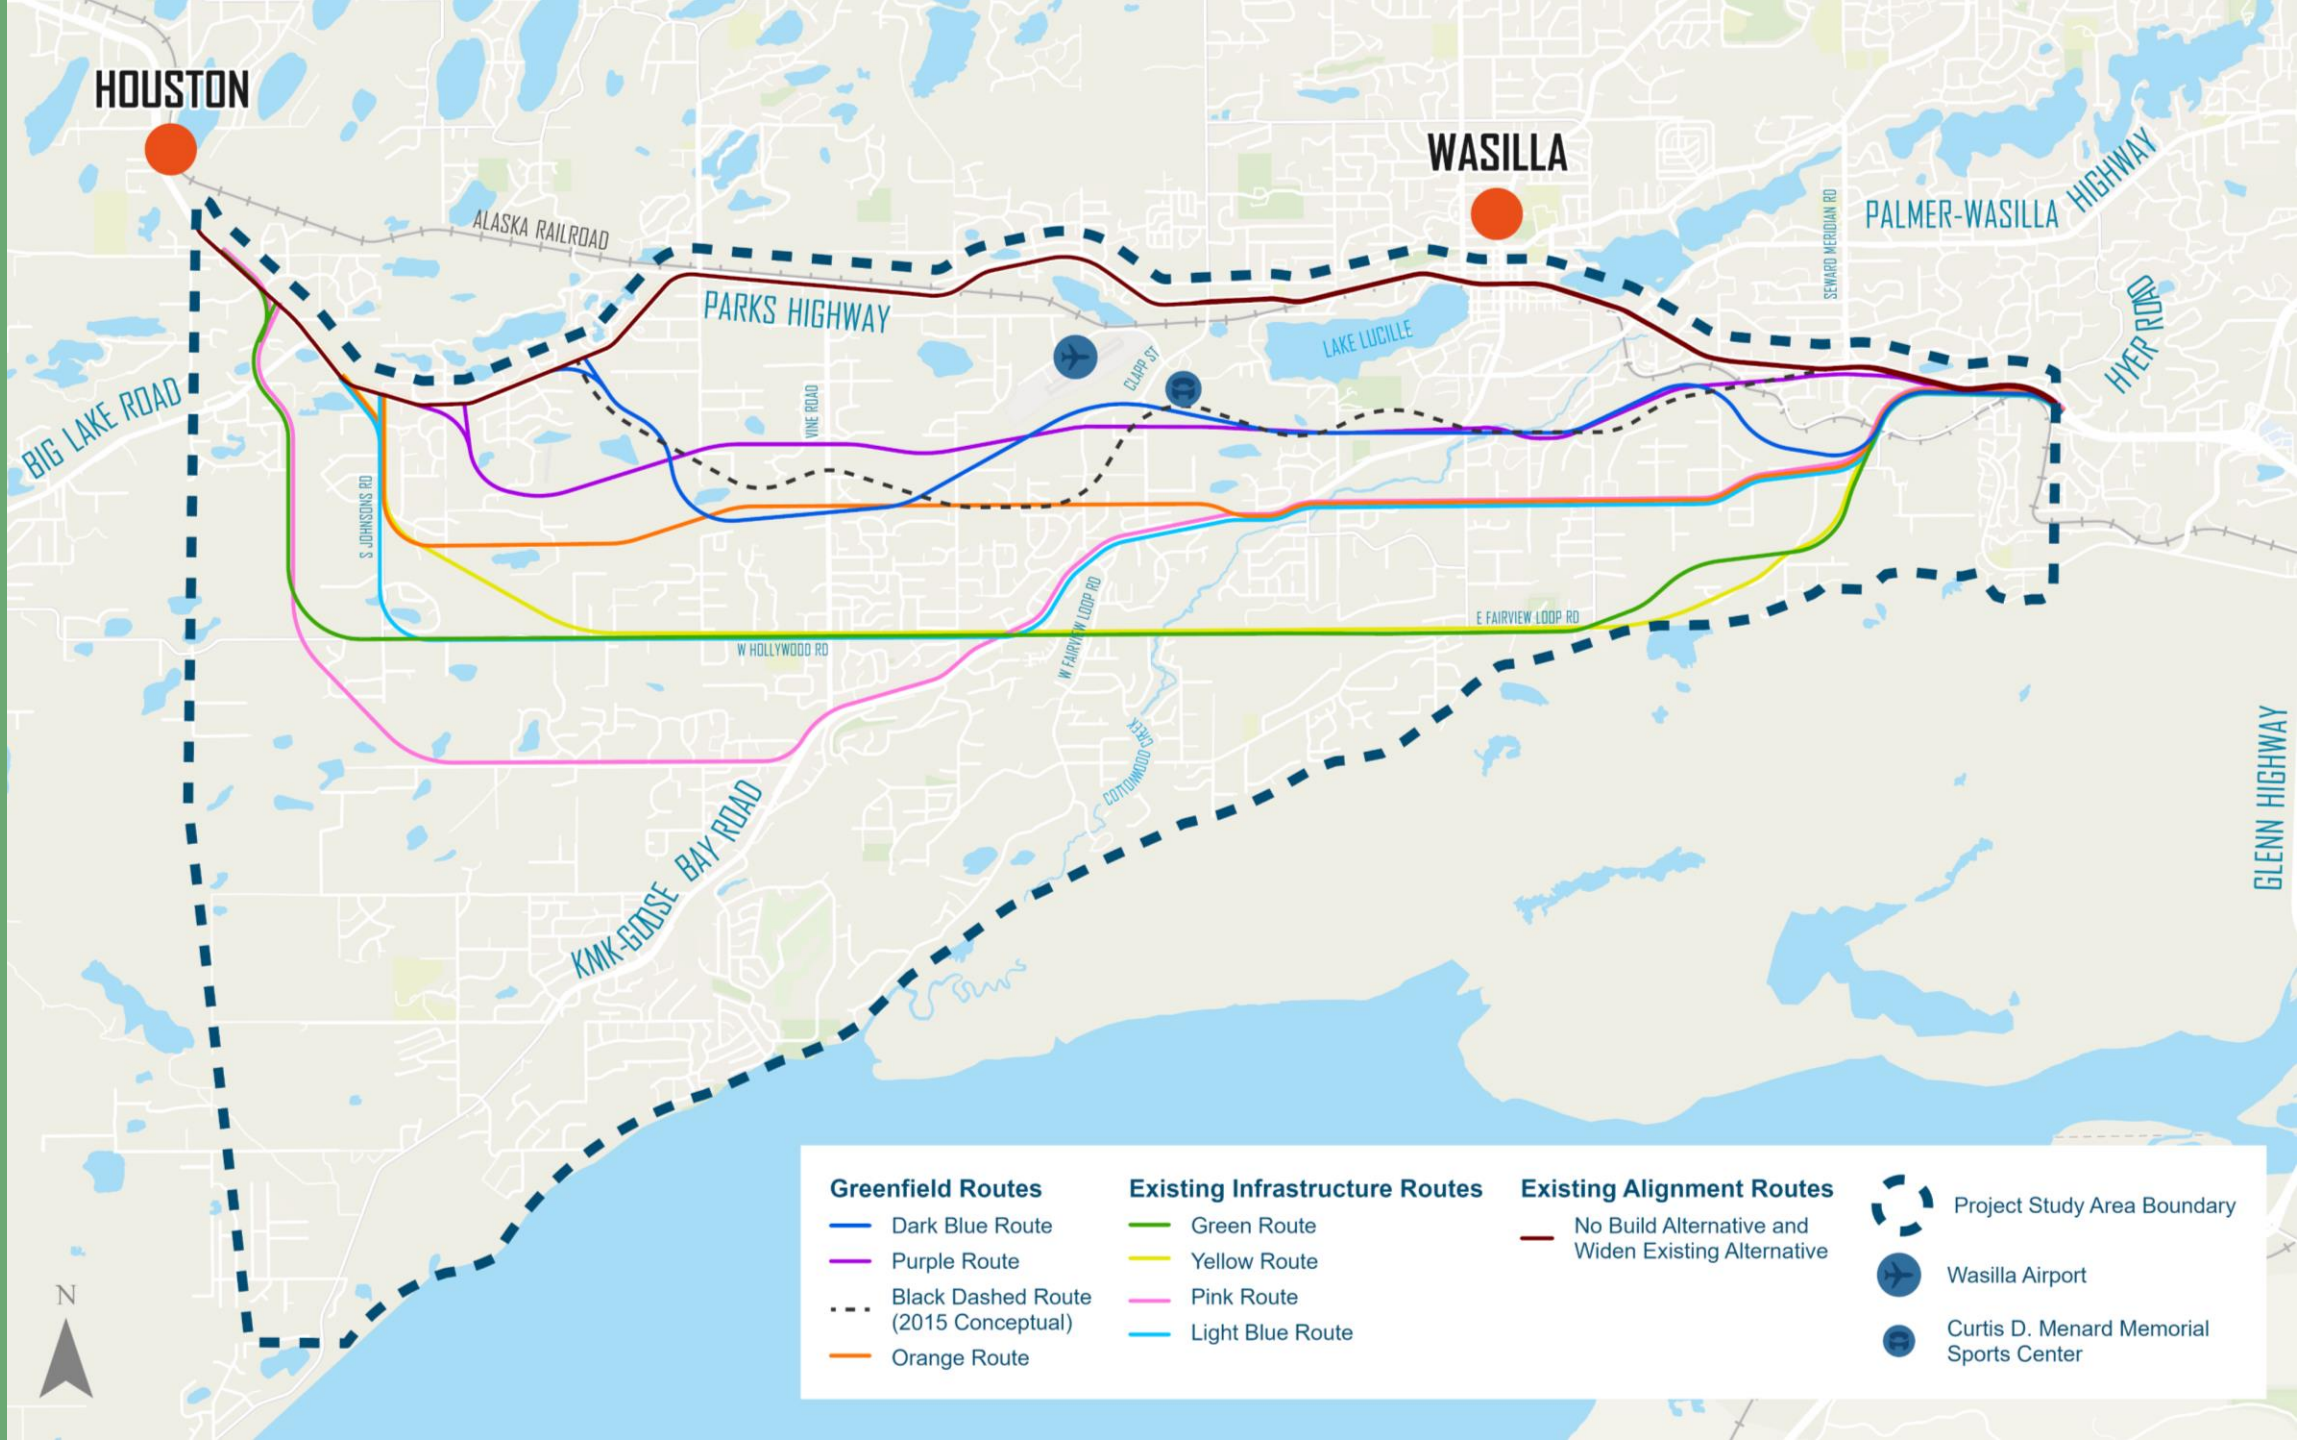 HOUSTON
WASILLA
PALMER-WASILLA HIGHWAY
SEWARD MERIDIAN RD
ALASKA RAILROAD
PARKS HIGHWAY
HYER ROAD
LAKE LUCILLE
CLAPP ST
BIG LAKE ROAD
VINE ROAD
S JOHNSONS RD
W FAIRVIEW LOOP RD
E FAIRVIEW LOOP RD
W HOLLYWOOD RD
COTTONWOOD CREEK
KMK-GOOSE BAY ROAD
GLENN HIGHWAY
N
Greenfield Routes
Dark Blue Route
Purple Route
Black Dashed Route
(2015 Conceptual)
Orange Route
Existing Infrastructure Routes
Green Route
Yellow Route
Pink Route
Light Blue Route
Existing Alignment Routes
No Build Alternative and
Widen Existing Alternative
Project Study Area Boundary
Wasilla Airport
Curtis D. Menard Memorial
Sports Center